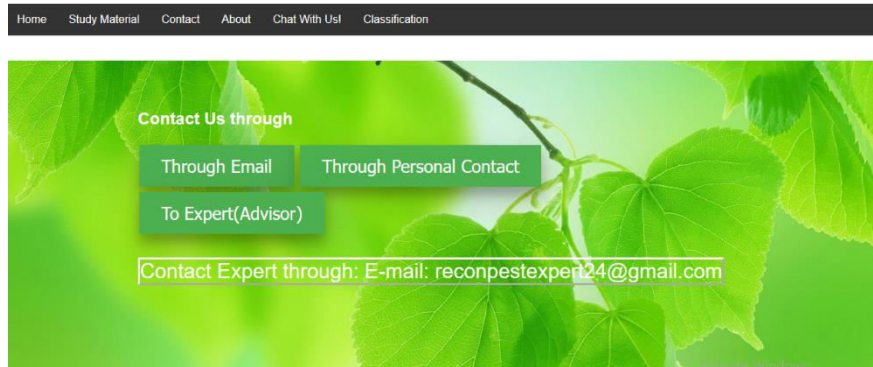 Home Study Material Contact About Chat With Us! Classification
Contact Us through
Through Email Through Personal Contact
To Expert(Advisor)
Contact Expert through: E-mail: reconpestexpert24@gmail.com